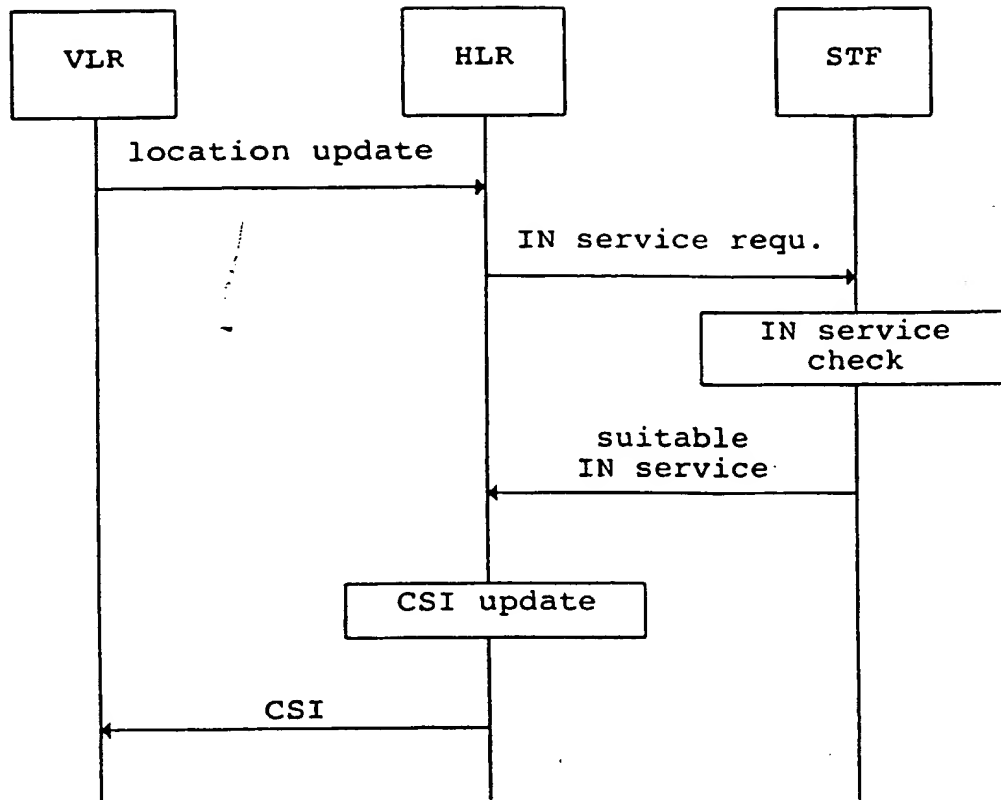 VLR
HLR
STF
location update
IN service requ.
IN service
check
suitable
IN service
CSI update
CSI